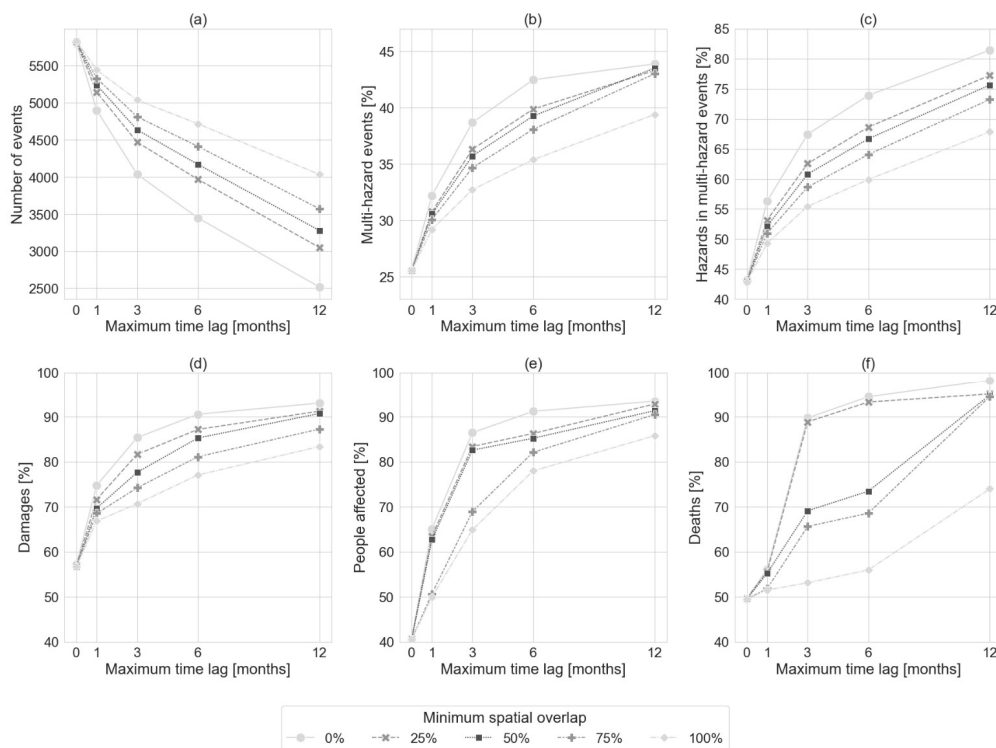 (a)
5500
5000
4500
4000
3500
3000
2500
Number of events
0 1 3 6 12
Maximum time lag [months]
(b)
45
40
35
30
25
Multi-hazard events [%]
0 1 3 6 12
Maximum time lag [months]
(c)
85
80
75
70
65
60
55
50
45
40
Hazards in multi-hazard events [%]
0 1 3 6 12
Maximum time lag [months]
(d)
100
90
80
70
60
50
40
Damages [%]
0 1 3 6 12
Maximum time lag [months]
(e)
100
90
80
70
60
50
40
People affected [%]
0 1 3 6 12
Maximum time lag [months]
(f)
100
90
80
70
60
50
40
Deaths [%]
0 1 3 6 12
Maximum time lag [months]
Minimum spatial overlap
0% 25% 50% 75% 100%